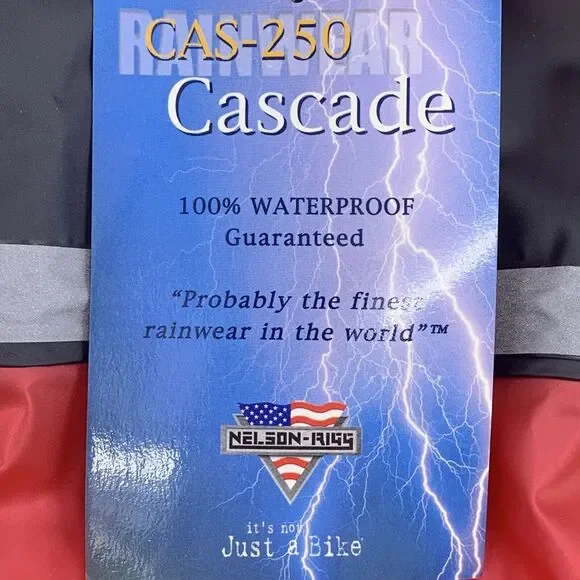 RAINWEAR
CAS-250
Cascade
100% WATERPROOF
Guaranteed
“Probably the finest
rainwear in the world”™
NELSON-RIGG
it's not
Just a Bike